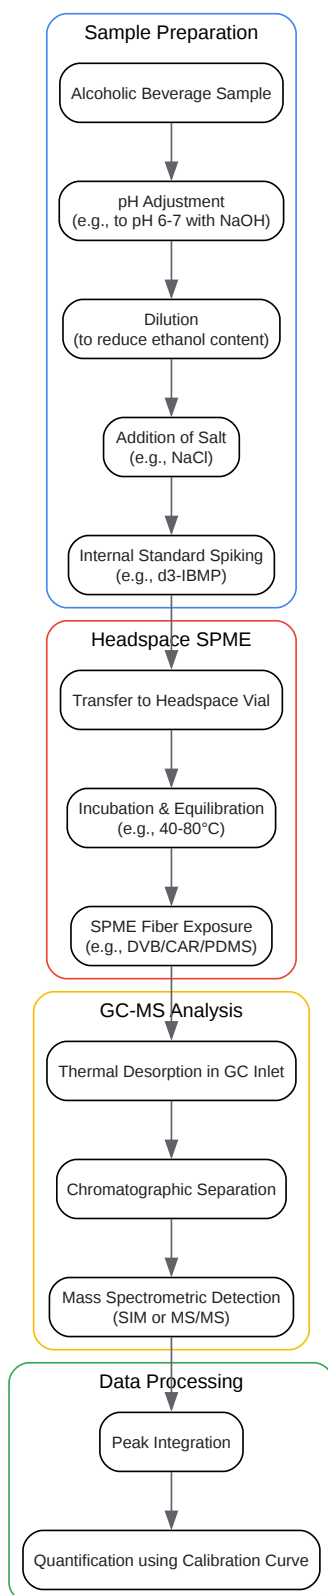 Sample Preparation
Alcoholic Beverage Sample
pH Adjustment
(e.g., to pH 6-7 with NaOH)
Dilution
(to reduce ethanol content)
Addition of Salt
(e.g., NaCl)
Internal Standard Spiking
(e.g., d3-IBMP)
Headspace SPME
Transfer to Headspace Vial
Incubation & Equilibration
(e.g., 40-80°C)
SPME Fiber Exposure
(e.g., DVB/CAR/PDMS)
GC-MS Analysis
Thermal Desorption in GC Inlet
Chromatographic Separation
Mass Spectrometric Detection
(SIM or MS/MS)
Data Processing
Peak Integration
Quantification using Calibration Curve